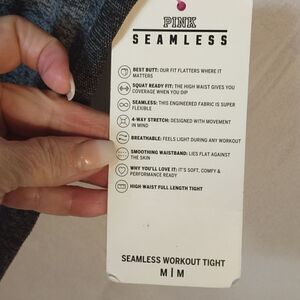 PINK
SEAMLESS
BEST BUTT: OUR FIT FLATTERS WHERE IT
MATTERS
SQUAT READY FIT: THE HIGH WAIST GIVES YOU
COVERAGE WHEN YOU DIP
SEAMLESS: THIS ENGINEERED FABRIC IS SUPER
FLEXIBLE
4-WAY STRETCH: DESIGNED WITH MOVEMENT
IN MIND
BREATHABLE: FEELS LIGHT DURING ANY WORKOUT
SMOOTHING WAISTBAND: LIES FLAT AGAINST
THE SKIN
WHY YOU'LL LOVE IT: IT'S SOFT, COMFY &
PERFORMANCE READY
HIGH WAIST FULL LENGTH TIGHT
SEAMLESS WORKOUT TIGHT
M | M